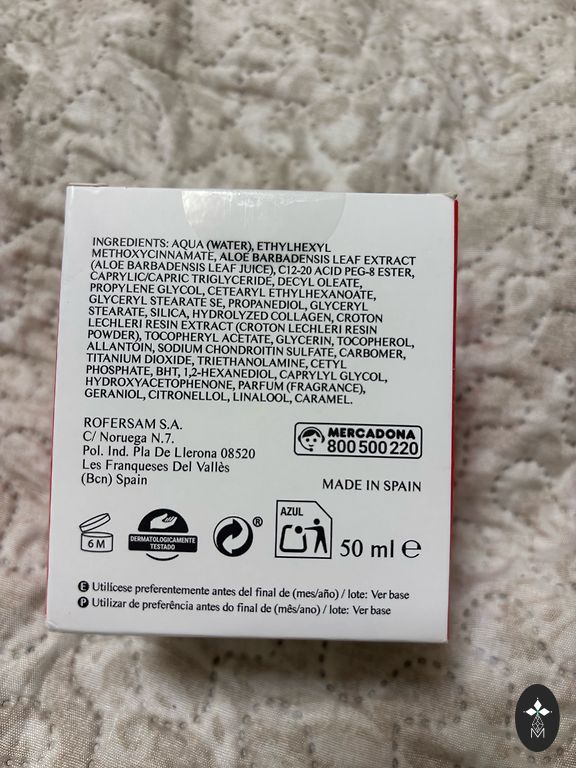 INGREDIENTS: AQUA (WATER), ETHYLHEXYL
METHOXYCINNAMATE, ALOE BARBADENSIS LEAF EXTRACT
(ALOE BARBADENSIS LEAF JUICE), C12-20 ACID PEG-8 ESTER,
CAPRYLIC/CAPRIC TRIGLYCERIDE, DECYL OLEATE,
PROPYLENE GLYCOL, CETEARYL ETHYLHEXANOATE,
GLYCERYL STEARATE SE, PROPANEDIOL, GLYCERYL
STEARATE, SILICA, HYDROLYZED COLLAGEN, CROTON
LECHLERI RESIN EXTRACT (CROTON LECHLERI RESIN
POWDER), TOCOPHERYL ACETATE, GLYCERIN, TOCOPHEROL,
ALLANTOIN, SODIUM CHONDROITIN SULFATE, CARBOMER,
TITANIUM DIOXIDE, TRIETHANOLAMINE, CETYL
PHOSPHATE, BHT, 1,2-HEXANEDIOL, CAPRYLYL GLYCOL,
HYDROXYACETOPHENONE, PARFUM (FRAGRANCE),
GERANIOL, CITRONELLOL, LINALOOL, CARAMEL.
ROFERSAM S.A.
C/ Noruega N.7.
Pol. Ind. Pla De Llerona 08520
Les Franqueses Del Vallès
(Bcn) Spain
MERCADONA
800 500 220
MADE IN SPAIN
6 M
DERMATOLÓGICAMENTE
TESTADO
®
AZUL
50 ml ℮
E Utilícese preferentemente antes del final de (mes/año) / lote: Ver base
P Utilizar de preferência antes do final de (mês/ano) / lote: Ver base